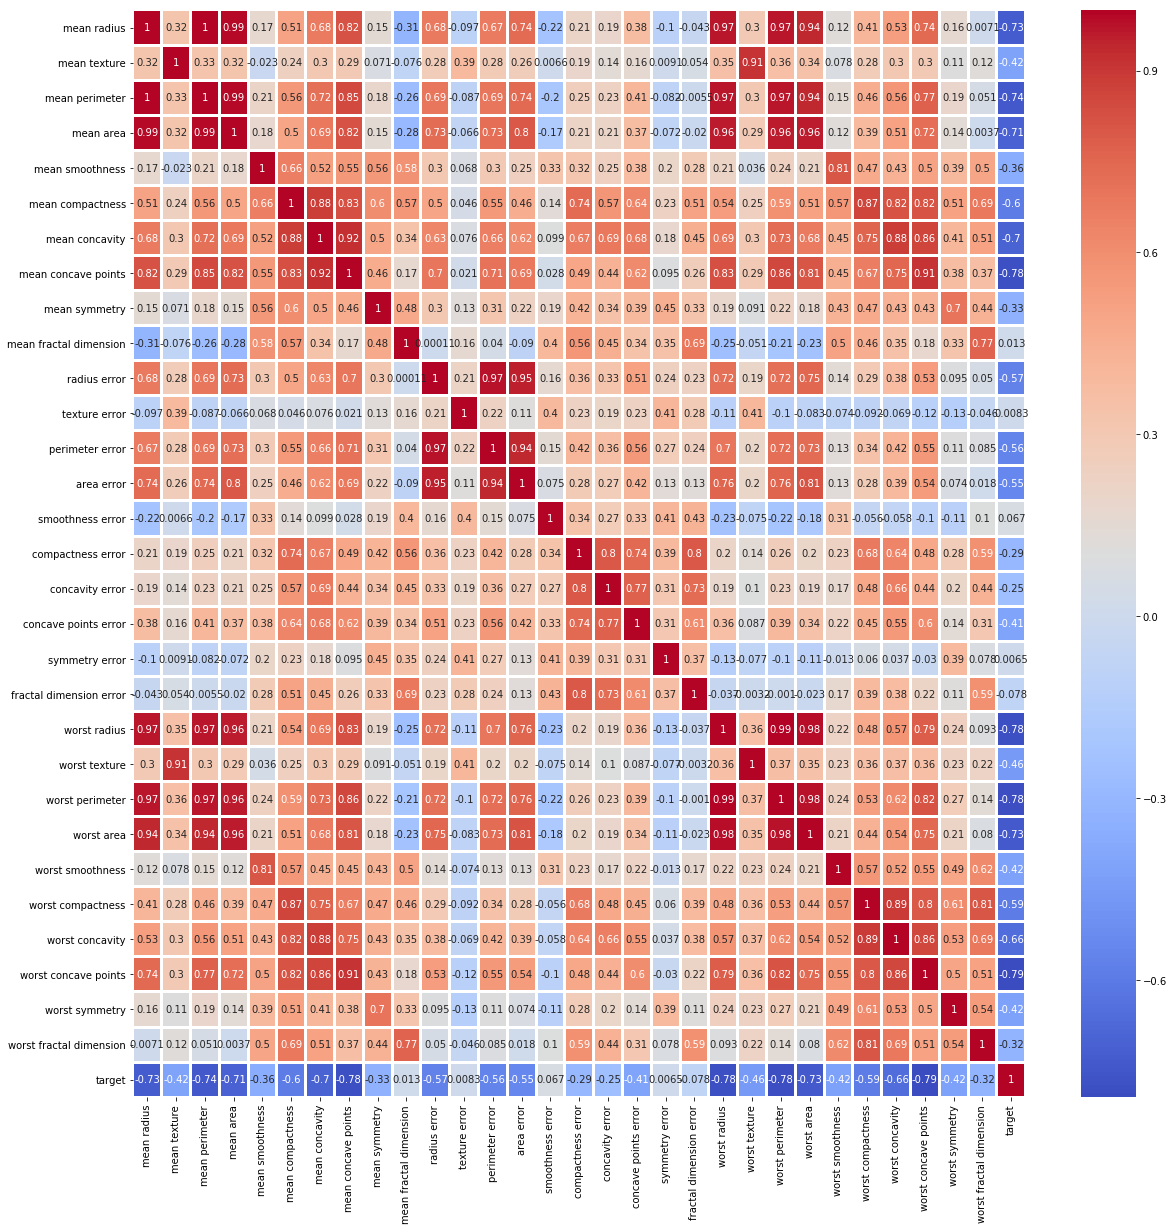 mean radius 1 0.32 1 0.99 0.17 0.51 0.68 0.82 0.15 -0.31 0.68 -0.097 0.67 0.74 -0.22 0.21 0.19 0.38 -0.1 -0.043 0.97 0.3 0.97 0.94 0.12 0.41 0.53 0.74 0.16 0.0071 -0.73
mean texture 0.32 1 0.33 0.32 -0.023 0.24 0.3 0.29 0.071 -0.076 0.28 0.39 0.28 0.26 0.0066 0.19 0.14 0.16 0.0091 0.054 0.35 0.91 0.36 0.34 0.078 0.28 0.3 0.3 0.11 0.12 -0.42
mean perimeter 1 0.33 1 0.99 0.21 0.56 0.72 0.85 0.18 -0.26 0.69 -0.087 0.69 0.74 -0.2 0.25 0.23 0.41 -0.082 -0.0055 0.97 0.3 0.97 0.94 0.15 0.46 0.56 0.77 0.19 0.051 -0.74
mean area 0.99 0.32 0.99 1 0.18 0.5 0.69 0.82 0.15 -0.28 0.73 -0.066 0.73 0.8 -0.17 0.21 0.21 0.37 -0.072 -0.02 0.96 0.29 0.96 0.96 0.12 0.39 0.51 0.72 0.14 0.0037 -0.71
mean smoothness 0.17 -0.023 0.21 0.18 1 0.66 0.52 0.55 0.56 0.58 0.3 0.068 0.3 0.25 0.33 0.32 0.25 0.38 0.2 0.28 0.21 0.036 0.24 0.21 0.81 0.47 0.43 0.5 0.39 0.5 -0.36
mean compactness 0.51 0.24 0.56 0.5 0.66 1 0.88 0.83 0.6 0.57 0.5 0.046 0.55 0.46 0.14 0.74 0.57 0.64 0.23 0.51 0.54 0.25 0.59 0.51 0.57 0.87 0.82 0.82 0.51 0.69 -0.6
mean concavity 0.68 0.3 0.72 0.69 0.52 0.88 1 0.92 0.5 0.34 0.63 0.076 0.66 0.62 0.099 0.67 0.69 0.68 0.18 0.45 0.69 0.3 0.73 0.68 0.45 0.75 0.88 0.86 0.41 0.51 -0.7
mean concave points 0.82 0.29 0.85 0.82 0.55 0.83 0.92 1 0.46 0.17 0.7 0.021 0.71 0.69 0.028 0.49 0.44 0.62 0.095 0.26 0.83 0.29 0.86 0.81 0.45 0.67 0.75 0.91 0.38 0.37 -0.78
mean symmetry 0.15 0.071 0.18 0.15 0.56 0.6 0.5 0.46 1 0.48 0.3 0.13 0.31 0.22 0.19 0.42 0.34 0.39 0.45 0.33 0.19 0.091 0.22 0.18 0.43 0.47 0.43 0.43 0.7 0.44 -0.33
mean fractal dimension -0.31 -0.076 -0.26 -0.28 0.58 0.57 0.34 0.17 0.48 1 0.00011 0.16 0.04 -0.09 0.4 0.56 0.45 0.34 0.35 0.69 -0.25 -0.051 -0.21 -0.23 0.5 0.46 0.35 0.18 0.33 0.77 0.013
radius error 0.68 0.28 0.69 0.73 0.3 0.5 0.63 0.7 0.3 0.00011 1 0.21 0.97 0.95 0.16 0.36 0.33 0.51 0.24 0.23 0.72 0.19 0.72 0.75 0.14 0.29 0.38 0.53 0.095 0.05 -0.57
texture error -0.097 0.39 -0.087 -0.066 0.068 0.046 0.076 0.021 0.13 0.16 0.21 1 0.22 0.11 0.4 0.23 0.19 0.23 0.41 0.28 -0.11 0.41 -0.1 -0.083 -0.074 -0.092 -0.069 -0.12 -0.13 -0.046 0.0083
perimeter error 0.67 0.28 0.69 0.73 0.3 0.55 0.66 0.71 0.31 0.04 0.97 0.22 1 0.94 0.15 0.42 0.36 0.56 0.27 0.24 0.7 0.2 0.72 0.73 0.13 0.34 0.42 0.55 0.11 0.085 -0.56
area error 0.74 0.26 0.74 0.8 0.25 0.46 0.62 0.69 0.22 -0.09 0.95 0.11 0.94 1 0.075 0.28 0.27 0.42 0.13 0.13 0.76 0.2 0.76 0.81 0.13 0.28 0.39 0.54 0.074 0.018 -0.55
smoothness error -0.22 0.0066 -0.2 -0.17 0.33 0.14 0.099 0.028 0.19 0.4 0.16 0.4 0.15 0.075 1 0.34 0.27 0.33 0.41 0.43 -0.23 -0.075 -0.22 -0.18 0.31 -0.056 -0.058 -0.1 -0.11 0.1 0.067
compactness error 0.21 0.19 0.25 0.21 0.32 0.74 0.67 0.49 0.42 0.56 0.36 0.23 0.42 0.28 0.34 1 0.8 0.74 0.39 0.8 0.2 0.14 0.26 0.2 0.23 0.68 0.64 0.48 0.28 0.59 -0.29
concavity error 0.19 0.14 0.23 0.21 0.25 0.57 0.69 0.44 0.34 0.45 0.33 0.19 0.36 0.27 0.27 0.8 1 0.77 0.31 0.73 0.19 0.1 0.23 0.19 0.17 0.48 0.66 0.44 0.2 0.44 -0.25
concave points error 0.38 0.16 0.41 0.37 0.38 0.64 0.68 0.62 0.39 0.34 0.51 0.23 0.56 0.42 0.33 0.74 0.77 1 0.31 0.61 0.36 0.087 0.39 0.34 0.22 0.45 0.55 0.6 0.14 0.31 -0.41
symmetry error -0.1 0.0091 -0.082 -0.072 0.2 0.23 0.18 0.095 0.45 0.35 0.24 0.41 0.27 0.13 0.41 0.39 0.31 0.31 1 0.37 -0.13 -0.077 -0.1 -0.11 -0.013 0.06 0.037 -0.03 0.39 0.078 0.0065
fractal dimension error -0.043 0.054 -0.0055 -0.02 0.28 0.51 0.45 0.26 0.33 0.69 0.23 0.28 0.24 0.13 0.43 0.8 0.73 0.61 0.37 1 -0.037 -0.0032 -0.001 -0.023 0.17 0.39 0.38 0.22 0.11 0.59 -0.078
worst radius 0.97 0.35 0.97 0.96 0.21 0.54 0.69 0.83 0.19 -0.25 0.72 -0.11 0.7 0.76 -0.23 0.2 0.19 0.36 -0.13 -0.037 1 0.36 0.99 0.98 0.22 0.48 0.57 0.79 0.24 0.093 -0.78
worst texture 0.3 0.91 0.3 0.29 0.036 0.25 0.3 0.29 0.091 -0.051 0.19 0.41 0.2 0.2 -0.075 0.14 0.1 0.087 -0.077 -0.0032 0.36 1 0.37 0.35 0.23 0.36 0.37 0.36 0.23 0.22 -0.46
worst perimeter 0.97 0.36 0.97 0.96 0.24 0.59 0.73 0.86 0.22 -0.21 0.72 -0.1 0.72 0.76 -0.22 0.26 0.23 0.39 -0.1 -0.001 0.99 0.37 1 0.98 0.24 0.53 0.62 0.82 0.27 0.14 -0.78
worst area 0.94 0.34 0.94 0.96 0.21 0.51 0.68 0.81 0.18 -0.23 0.75 -0.083 0.73 0.81 -0.18 0.2 0.19 0.34 -0.11 -0.023 0.98 0.35 0.98 1 0.21 0.44 0.54 0.75 0.21 0.08 -0.73
worst smoothness 0.12 0.078 0.15 0.12 0.81 0.57 0.45 0.45 0.43 0.5 0.14 -0.074 0.13 0.13 0.31 0.23 0.17 0.22 -0.013 0.17 0.22 0.23 0.24 0.21 1 0.57 0.52 0.55 0.49 0.62 -0.42
worst compactness 0.41 0.28 0.46 0.39 0.47 0.87 0.75 0.67 0.47 0.46 0.29 -0.092 0.34 0.28 -0.056 0.68 0.48 0.45 0.06 0.39 0.48 0.36 0.53 0.44 0.57 1 0.89 0.8 0.61 0.81 -0.59
worst concavity 0.53 0.3 0.56 0.51 0.43 0.82 0.88 0.75 0.43 0.35 0.38 -0.069 0.42 0.39 -0.058 0.64 0.66 0.55 0.037 0.38 0.57 0.37 0.62 0.54 0.52 0.89 1 0.86 0.53 0.69 -0.66
worst concave points 0.74 0.3 0.77 0.72 0.5 0.82 0.86 0.91 0.43 0.18 0.53 -0.12 0.55 0.54 -0.1 0.48 0.44 0.6 -0.03 0.22 0.79 0.36 0.82 0.75 0.55 0.8 0.86 1 0.5 0.51 -0.79
worst symmetry 0.16 0.11 0.19 0.14 0.39 0.51 0.41 0.38 0.7 0.33 0.095 -0.13 0.11 0.074 -0.11 0.28 0.2 0.14 0.39 0.11 0.24 0.23 0.27 0.21 0.49 0.61 0.53 0.5 1 0.54 -0.42
worst fractal dimension 0.0071 0.12 0.051 0.0037 0.5 0.69 0.51 0.37 0.44 0.77 0.05 -0.046 0.085 0.018 0.1 0.59 0.44 0.31 0.078 0.59 0.093 0.22 0.14 0.08 0.62 0.81 0.69 0.51 0.54 1 -0.32
target -0.73 -0.42 -0.74 -0.71 -0.36 -0.6 -0.7 -0.78 -0.33 0.013 -0.57 0.0083 -0.56 -0.55 0.067 -0.29 -0.25 -0.41 0.0065 -0.078 -0.78 -0.46 -0.78 -0.73 -0.42 -0.59 -0.66 -0.79 -0.42 -0.32 1
mean radius
mean texture
mean perimeter
mean area
mean smoothness
mean compactness
mean concavity
mean concave points
mean symmetry
mean fractal dimension
radius error
texture error
perimeter error
area error
smoothness error
compactness error
concavity error
concave points error
symmetry error
fractal dimension error
worst radius
worst texture
worst perimeter
worst area
worst smoothness
worst compactness
worst concavity
worst concave points
worst symmetry
worst fractal dimension
target
0.9
0.6
0.3
0.0
−0.3
−0.6